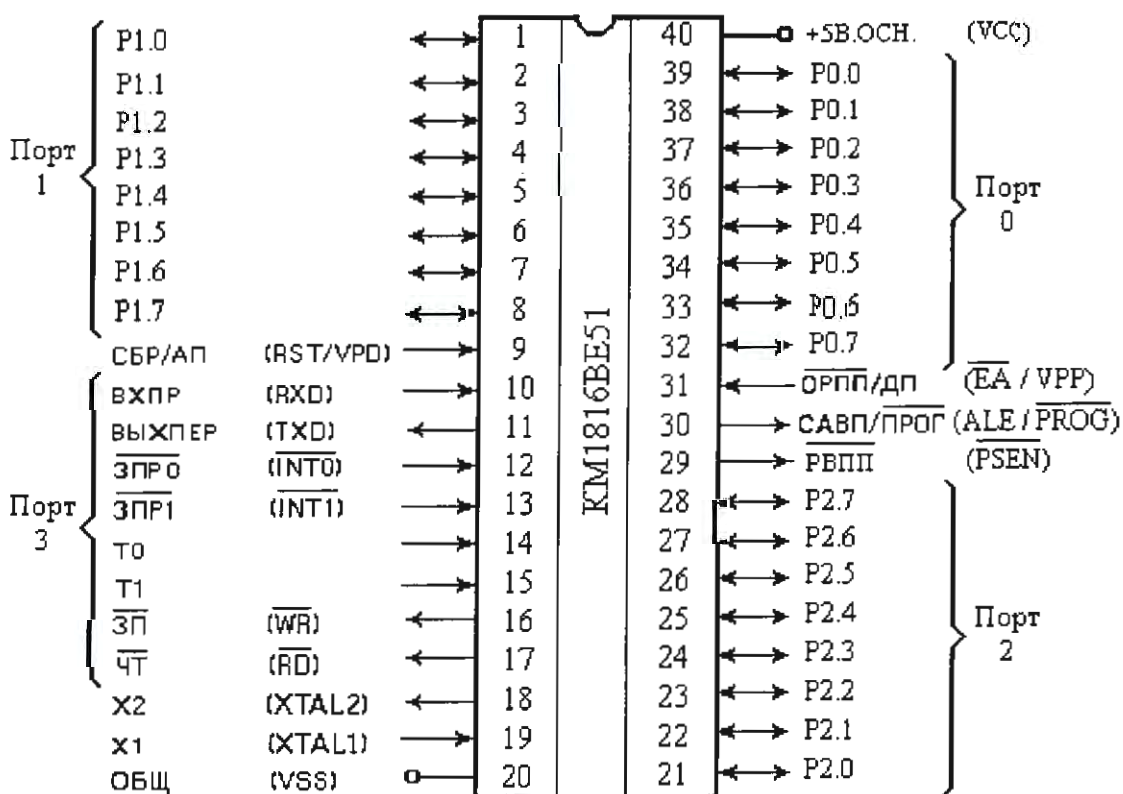 P1.0 1 40 +5В.ОСН. (VCC)
P1.1 2 39 P0.0
P1.2 3 38 P0.1
Порт 1
P1.3 4 37 P0.2
P1.4 5 36 P0.3
Порт 0
P1.5 6 35 P0.4
P1.6 7 34 P0.5
P1.7 8 33 P0.6
СБР/АП (RST/VPD) 9 32 P0.7
ВХПР (RXD) 10 31 ОРПП/ДП (EA / VPP)
ВЫХПЕР (TXD) 11 30 САВП/ПРОГ (ALE / PROG)
ЗПР0 (INT0) 12 29 РВПП (PSEN)
КМ1816ВЕ51
Порт 3
ЗПР1 (INT1) 13 28 P2.7
T0 14 27 P2.6
T1 15 26 P2.5
ЗП (WR) 16 25 P2.4
Порт 2
ЧТ (RD) 17 24 P2.3
X2 (XTAL2) 18 23 P2.2
X1 (XTAL1) 19 22 P2.1
ОБЩ (VSS) 20 21 P2.0